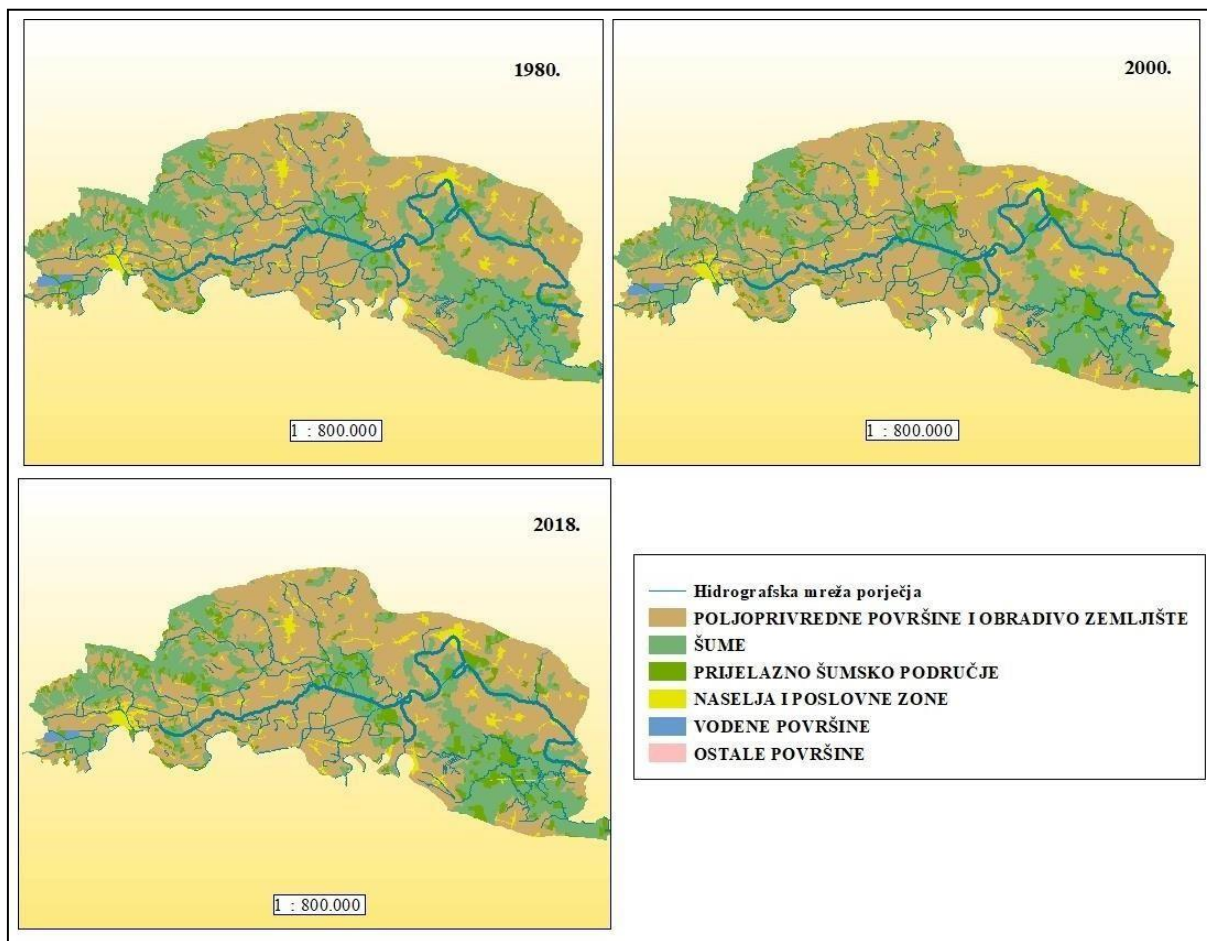 1980.
2000.
1 : 800.000
1 : 800.000
2018.
1 : 800.000
Hidrografska mreža porječja
POLJOPRIVREDNE POVRŠINE I OBRADIVO ZEMLJIŠTE
ŠUME
PRIJELAZNO ŠUMSKO PODRUČJE
NASELJA I POSLOVNE ZONE
VODENE POVRŠINE
OSTALE POVRŠINE